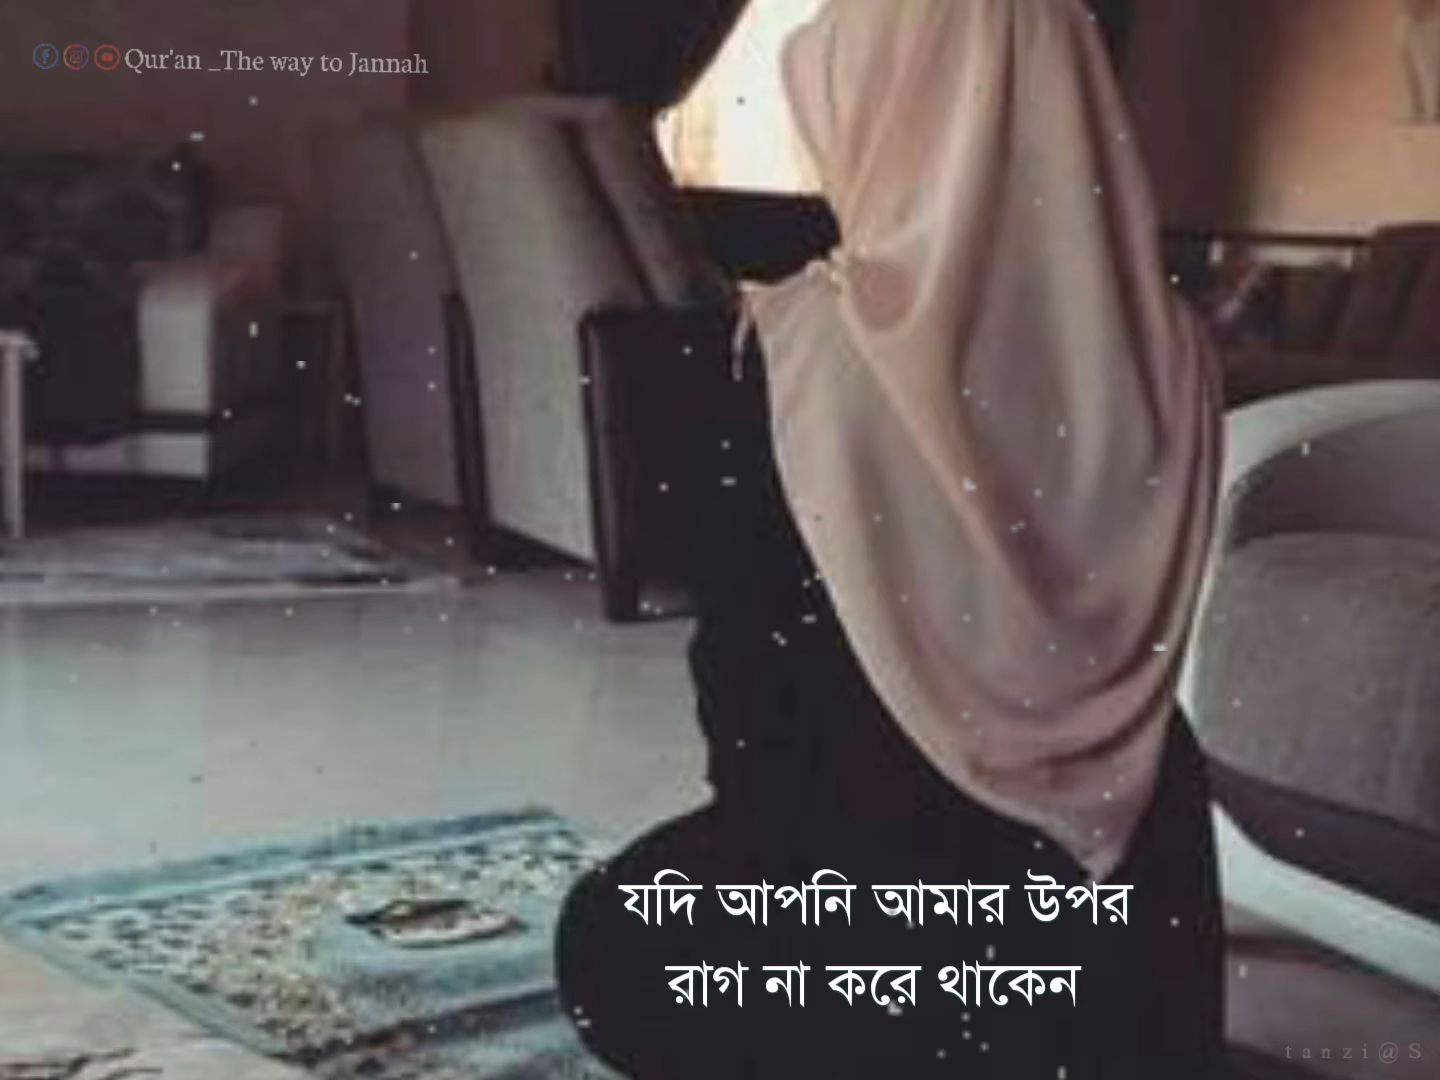 Qur'an _The way to Jannah
যদি আপনি আমার উপর
রাগ না করে থাকেন
tanzi@S